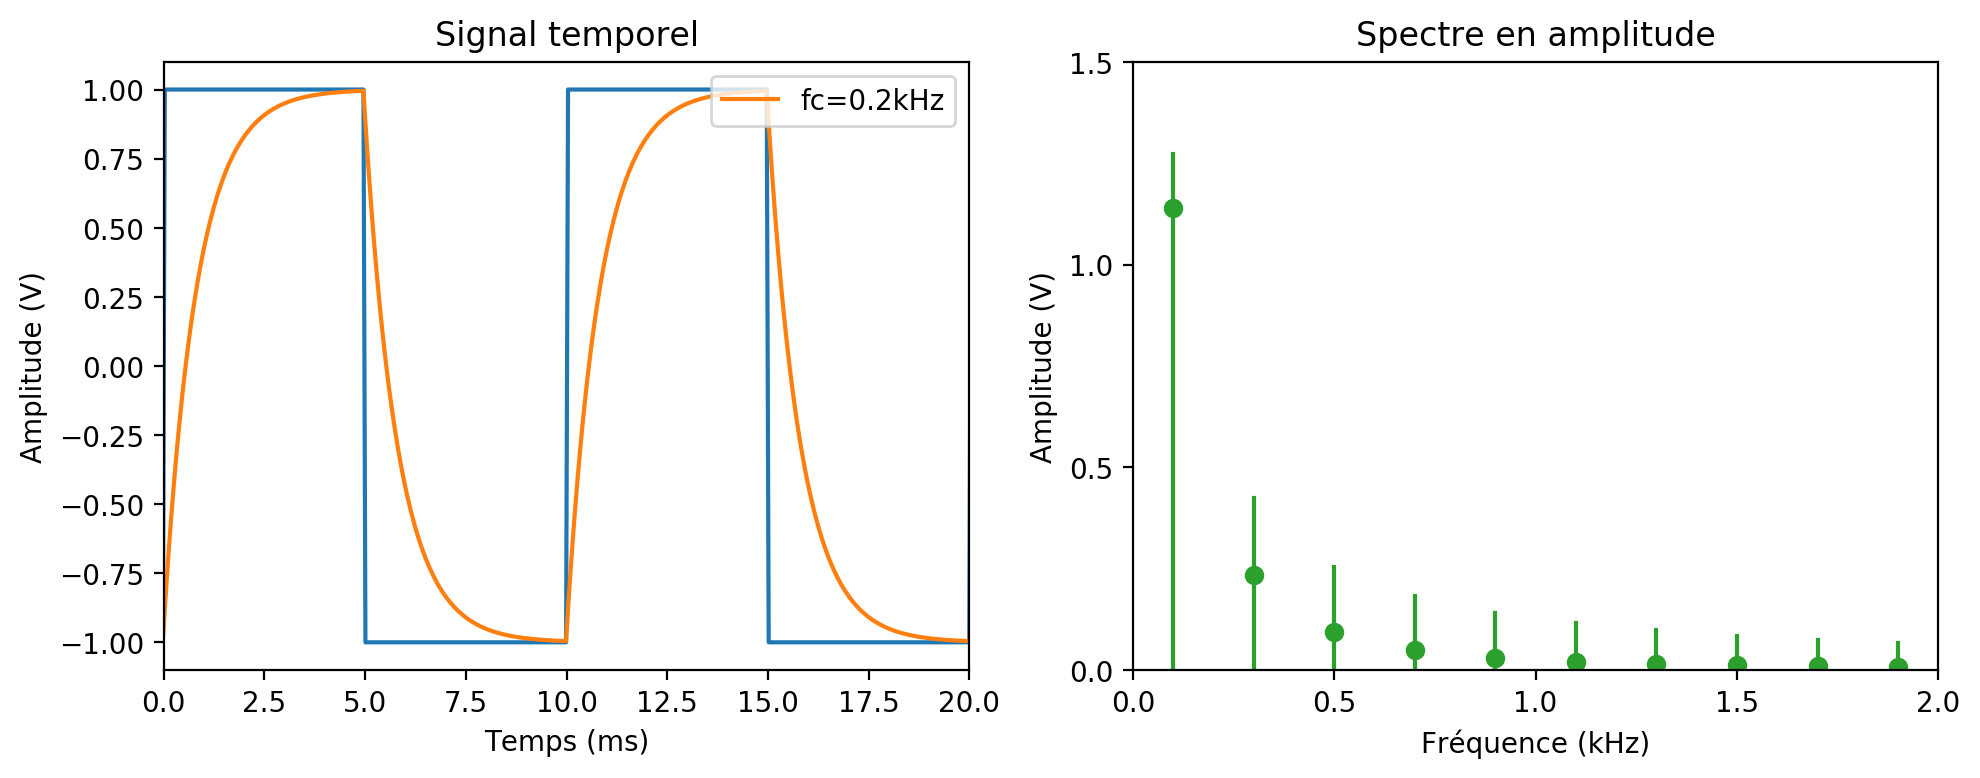 Signal temporel
Amplitude (V)
1.00
0.75
0.50
0.25
0.00
−0.25
−0.50
−0.75
−1.00
fc=0.2kHz
0.0 2.5 5.0 7.5 10.0 12.5 15.0 17.5 20.0
Temps (ms)
Spectre en amplitude
Amplitude (V)
1.5
1.0
0.5
0.0
0.0 0.5 1.0 1.5 2.0
Fréquence (kHz)